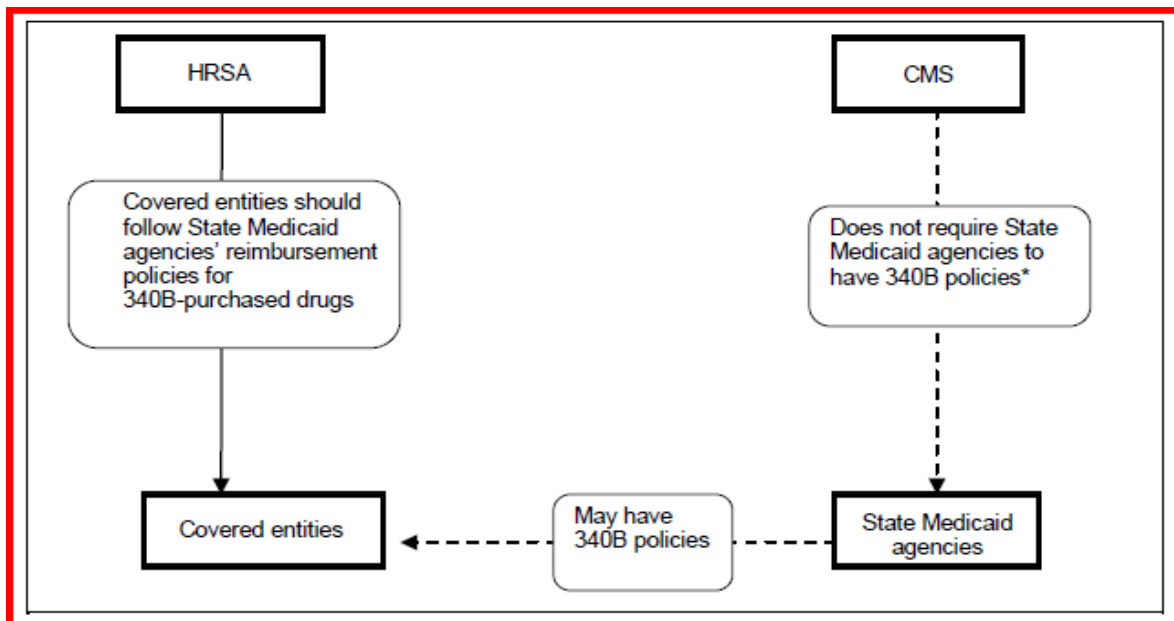 HRSA
CMS
Covered entities should
follow State Medicaid
agencies' reimbursement
policies for
340B-purchased drugs
Does not require State
Medicaid agencies to
have 340B policies*
Covered entities
May have
340B policies
State Medicaid
agencies